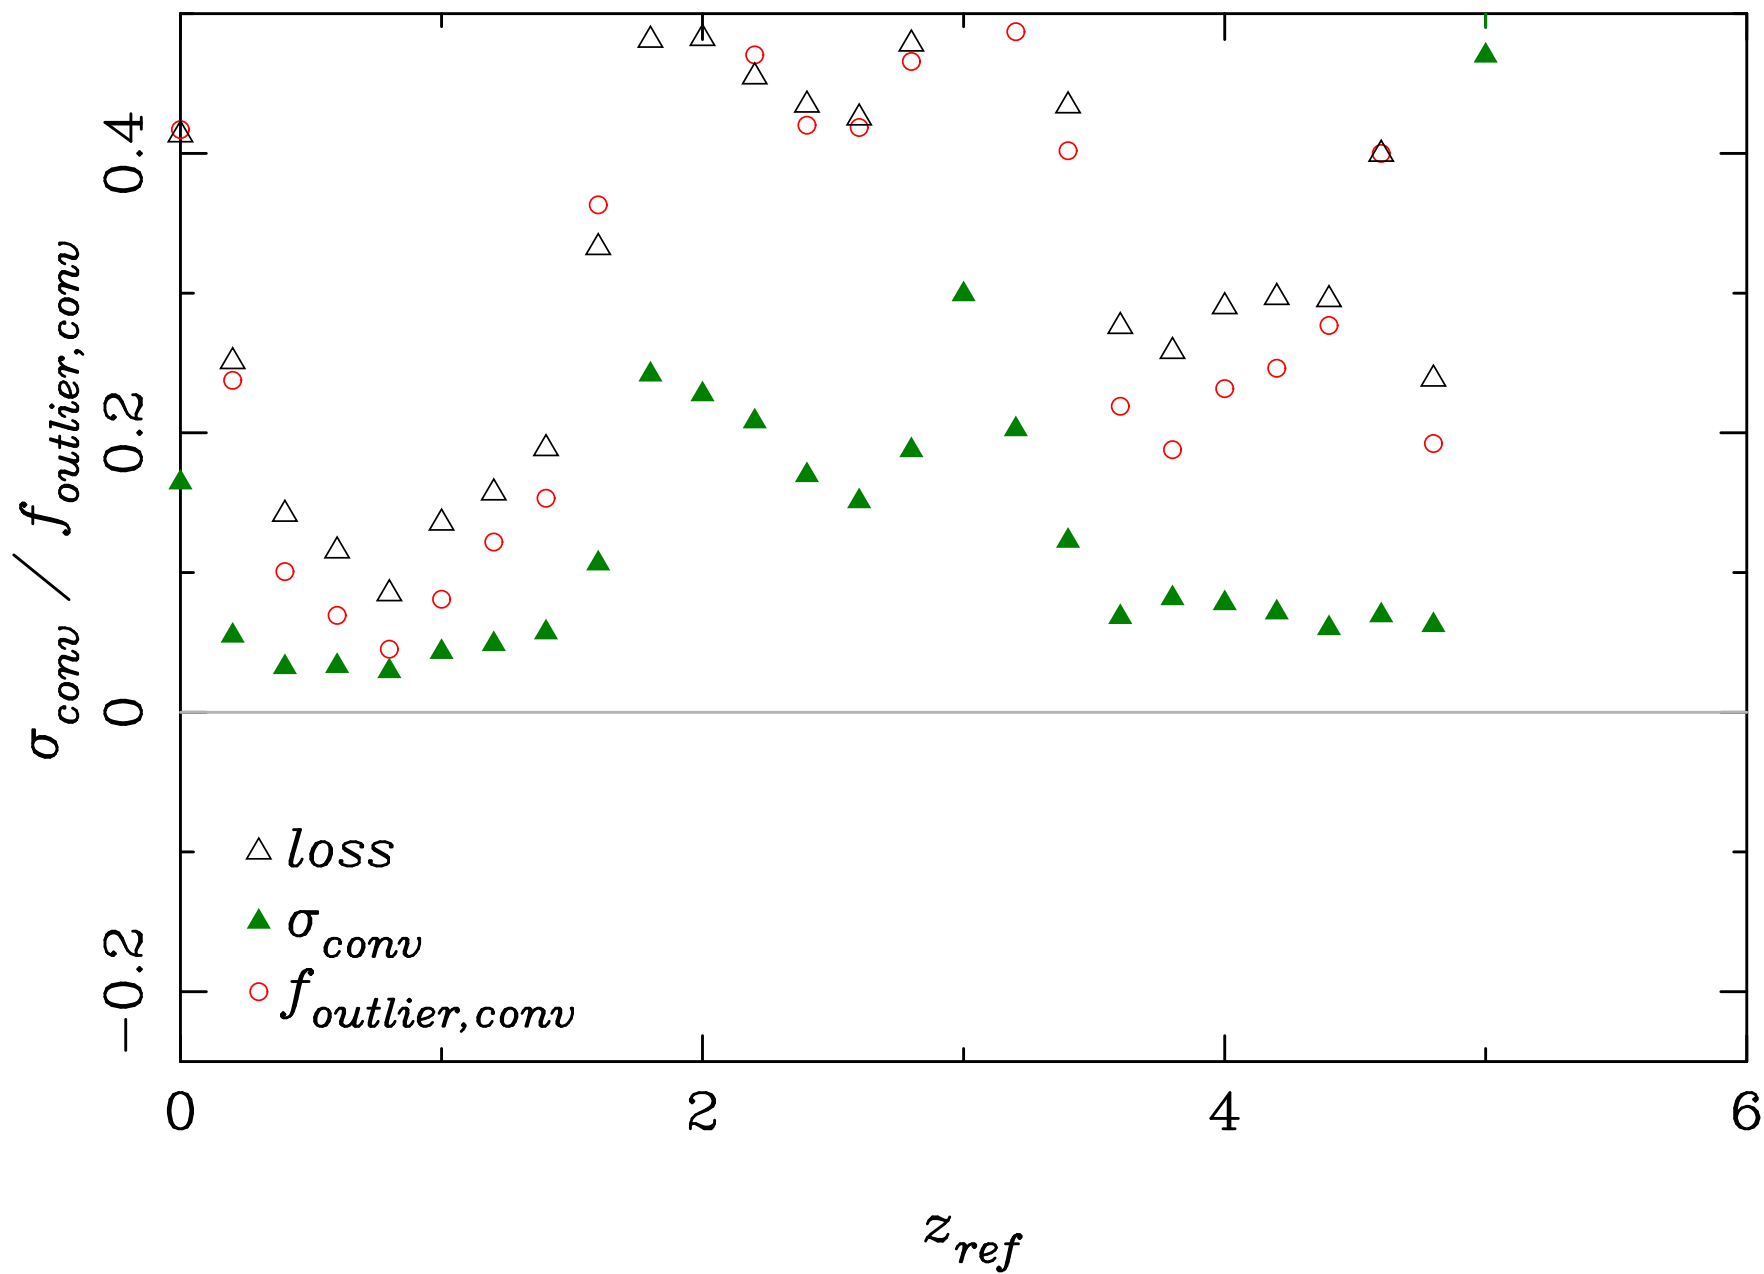 σconv / foutlier,conv
0.4
0.2
0
−0.2
loss
σconv
foutlier,conv
0 2 4 6
zref